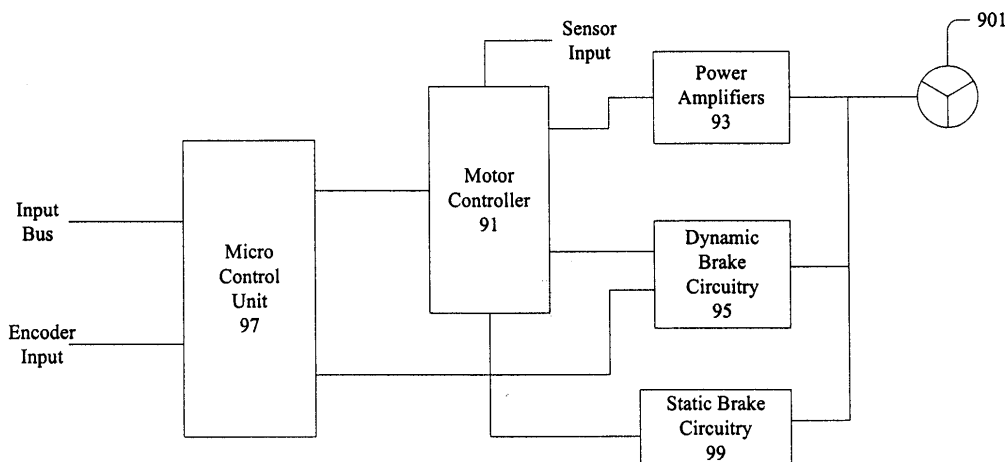 901
Sensor
Input
Power
Amplifiers
93
Motor
Controller
91
Input
Bus
Micro
Control
Unit
97
Dynamic
Brake
Circuitry
95
Encoder
Input
Static Brake
Circuitry
99